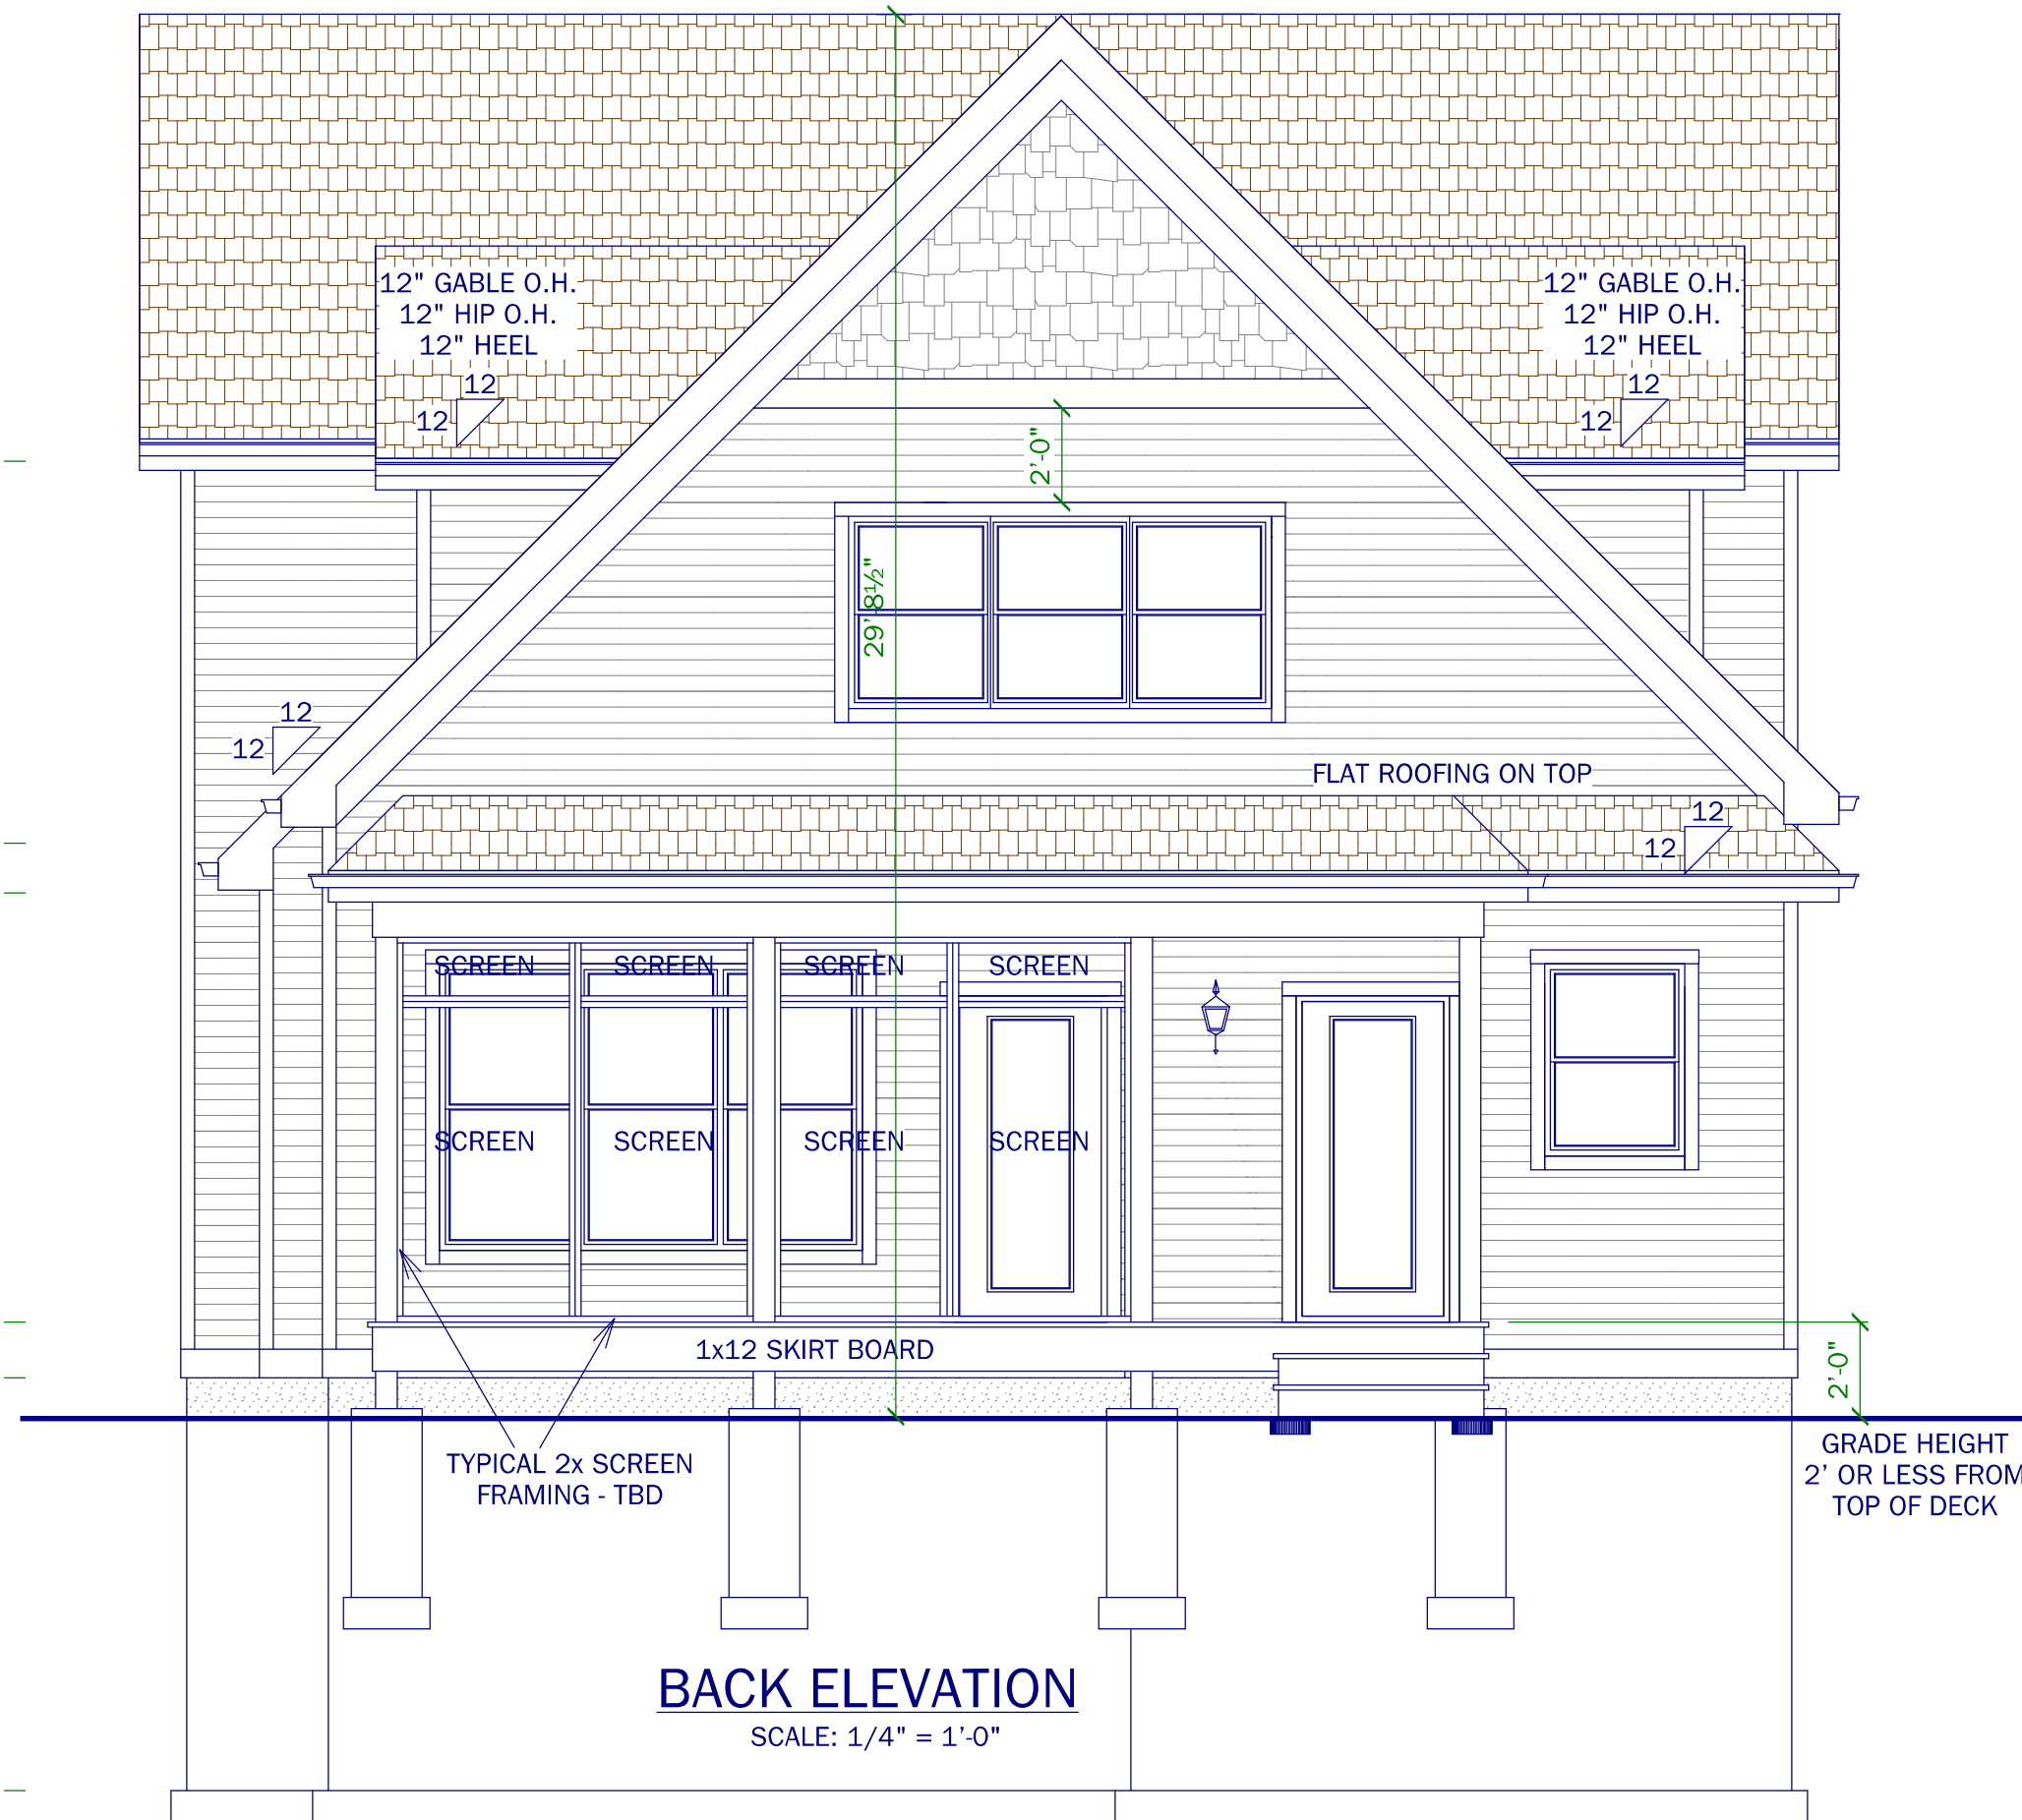 12" GABLE O.H.
12" HIP O.H.
12" HEEL
12
12
12" GABLE O.H.
12" HIP O.H.
12" HEEL
12
12
2'-0"
29'-8½"
12
12
FLAT ROOFING ON TOP
12
12
SCREEN SCREEN SCREEN SCREEN
SCREEN SCREEN SCREEN SCREEN
1x12 SKIRT BOARD
2'-0"
TYPICAL 2x SCREEN
FRAMING - TBD
GRADE HEIGHT
2' OR LESS FROM
TOP OF DECK
BACK ELEVATION
SCALE: 1/4" = 1'-0"